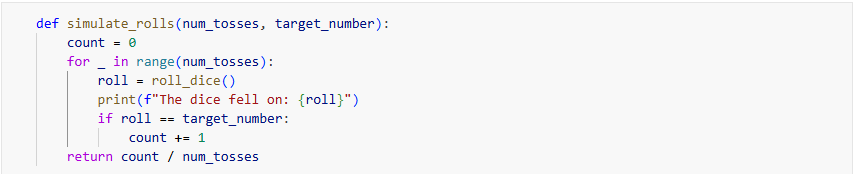 def simulate_rolls(num_tosses, target_number):
    count = 0
    for _ in range(num_tosses):
        roll = roll_dice()
        print(f"The dice fell on: {roll}")
        if roll == target_number:
            count += 1
    return count / num_tosses